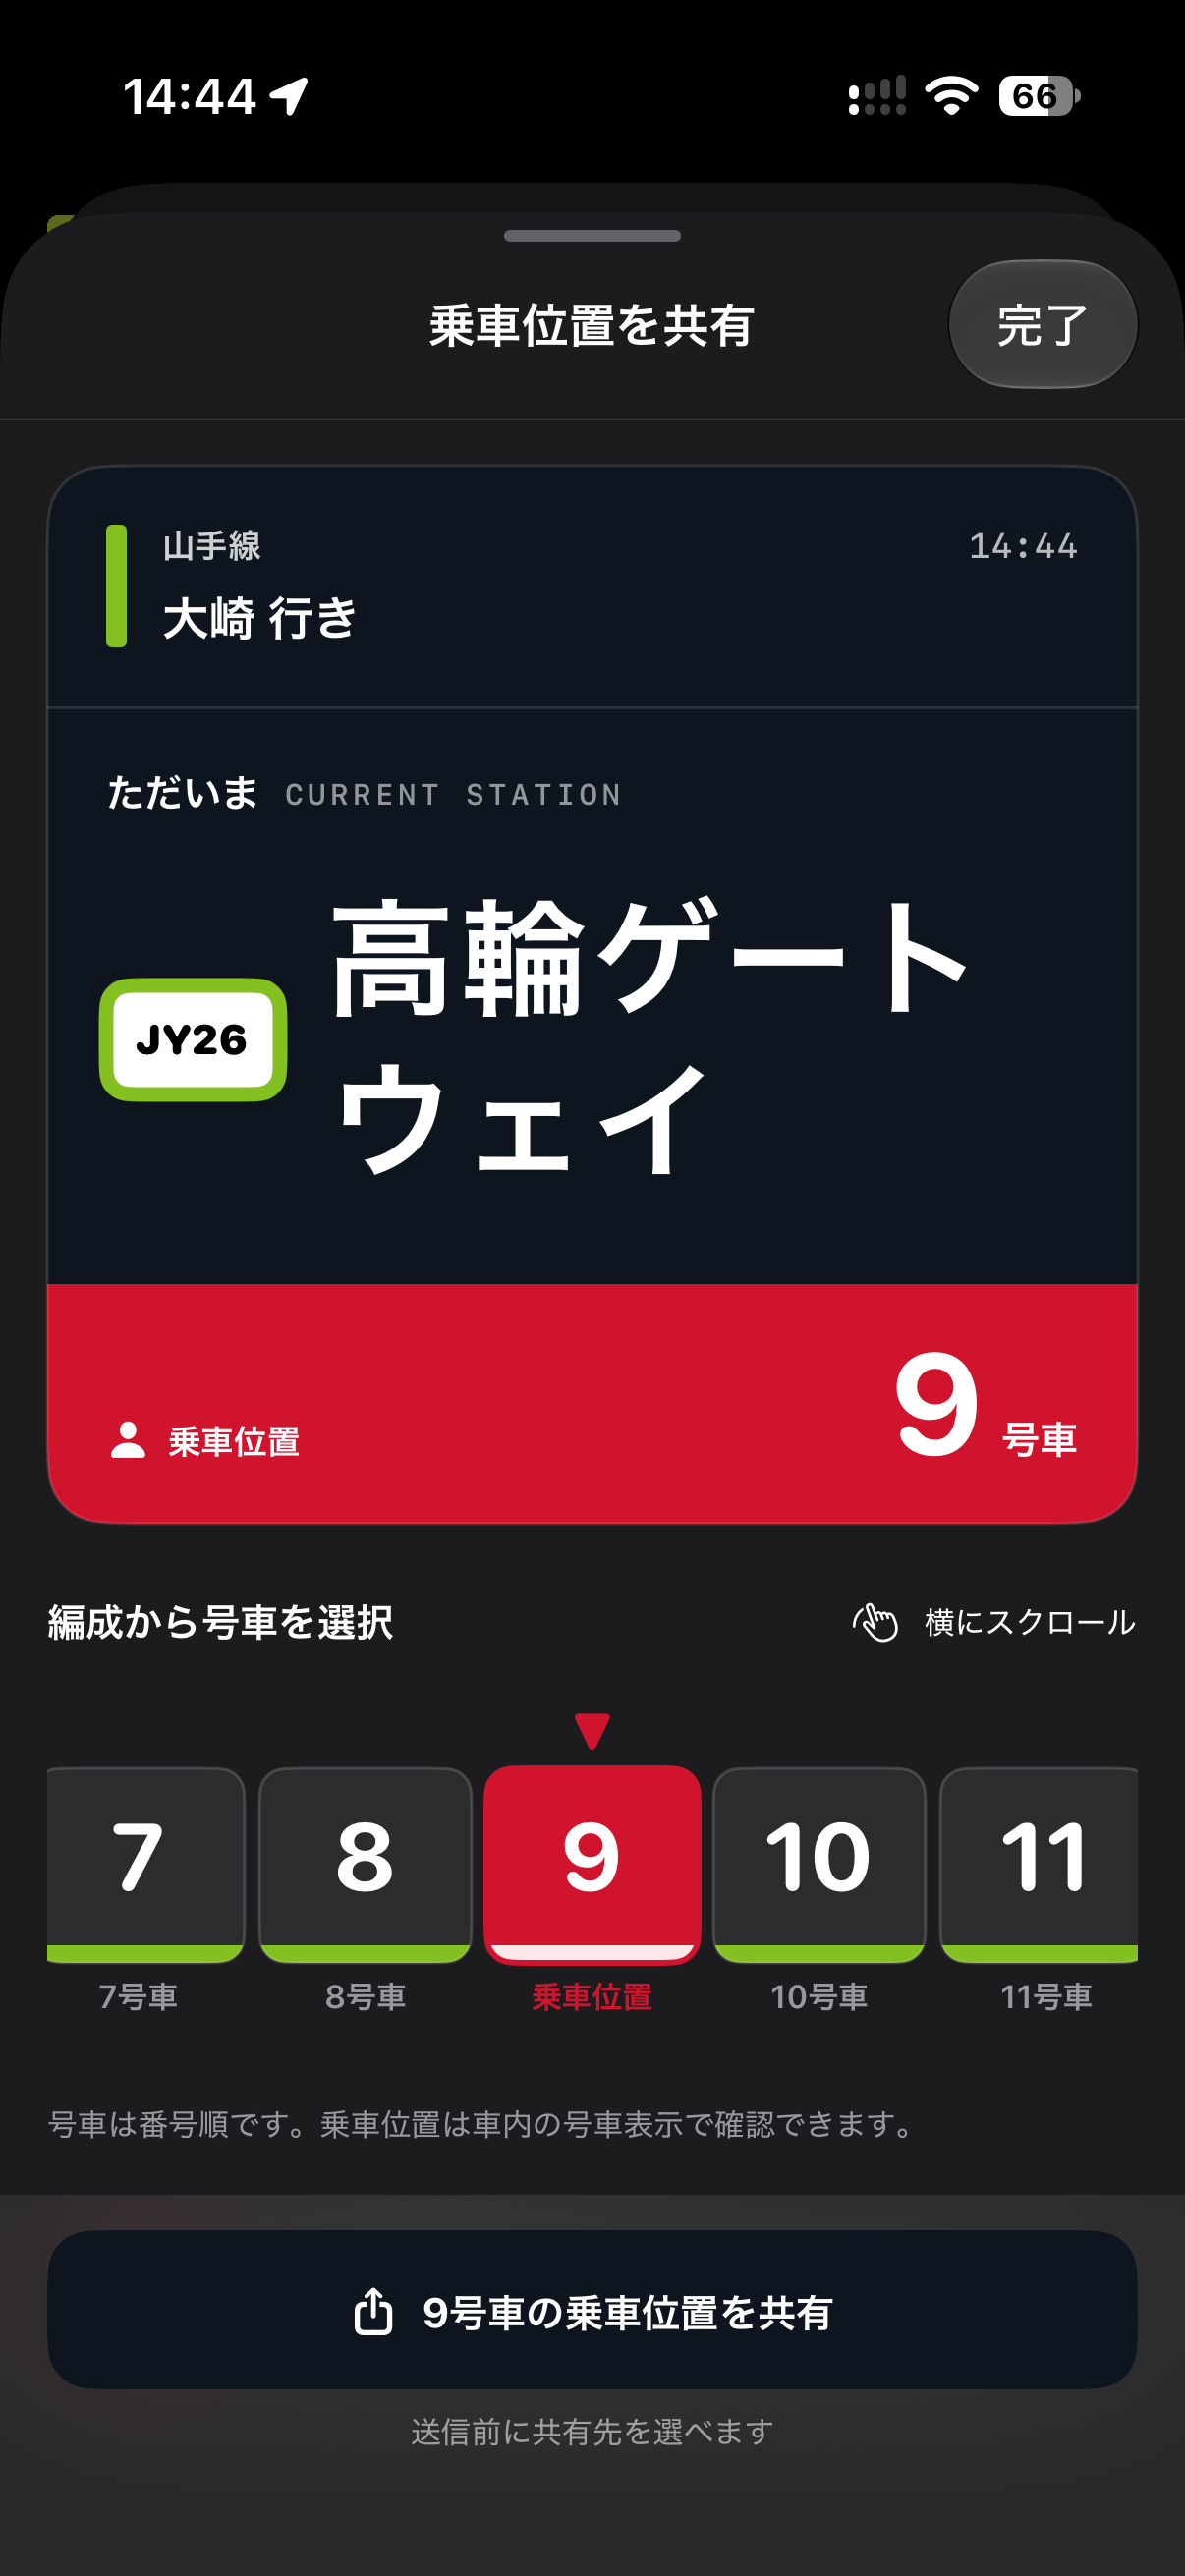 14:44
66
乗車位置を共有
完了
山手線
14:44
大崎 行き
ただいま CURRENT STATION
高輪ゲート
JY26
ウェイ
9 号車
乗車位置
編成から号車を選択
横にスクロール
7 8 9 10 11
7号車 8号車 乗車位置 10号車 11号車
号車は番号順です。乗車位置は車内の号車表示で確認できます。
9号車の乗車位置を共有
送信前に共有先を選べます